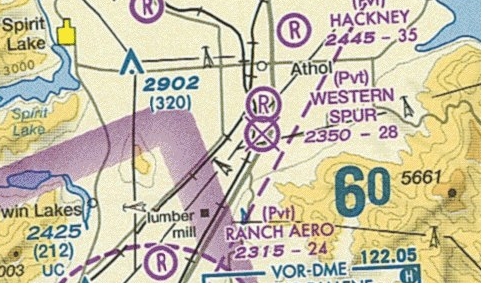 (Pvt)
HACKNEY
2445 - 35
R
R
Spirit
Lake
3000
2902
(320)
Athol
(Pvt)
WESTERN
SPUR
2350 - 28
R
Spirit
Lake
60
5661
win Lakes
2425
(212)
UC
003
lumber
mill
(Pvt)
RANCH AERO
2315 - 24
R
122.05
VOR-DME
H